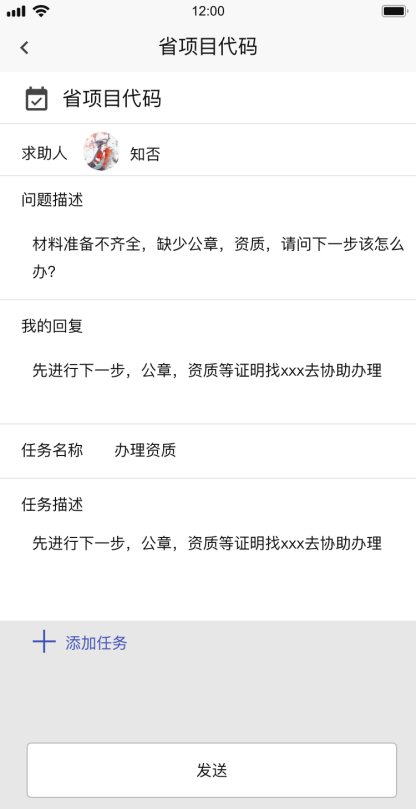 12:00
省项目代码
省项目代码
求助人 知否
问题描述
材料准备不齐全，缺少公章，资质，请问下一步该怎么
办?
我的回复
先进行下一步，公章，资质等证明找xxx去协助办理
任务名称 办理资质
任务描述
先进行下一步，公章，资质等证明找xxx去协助办理
添加任务
发送